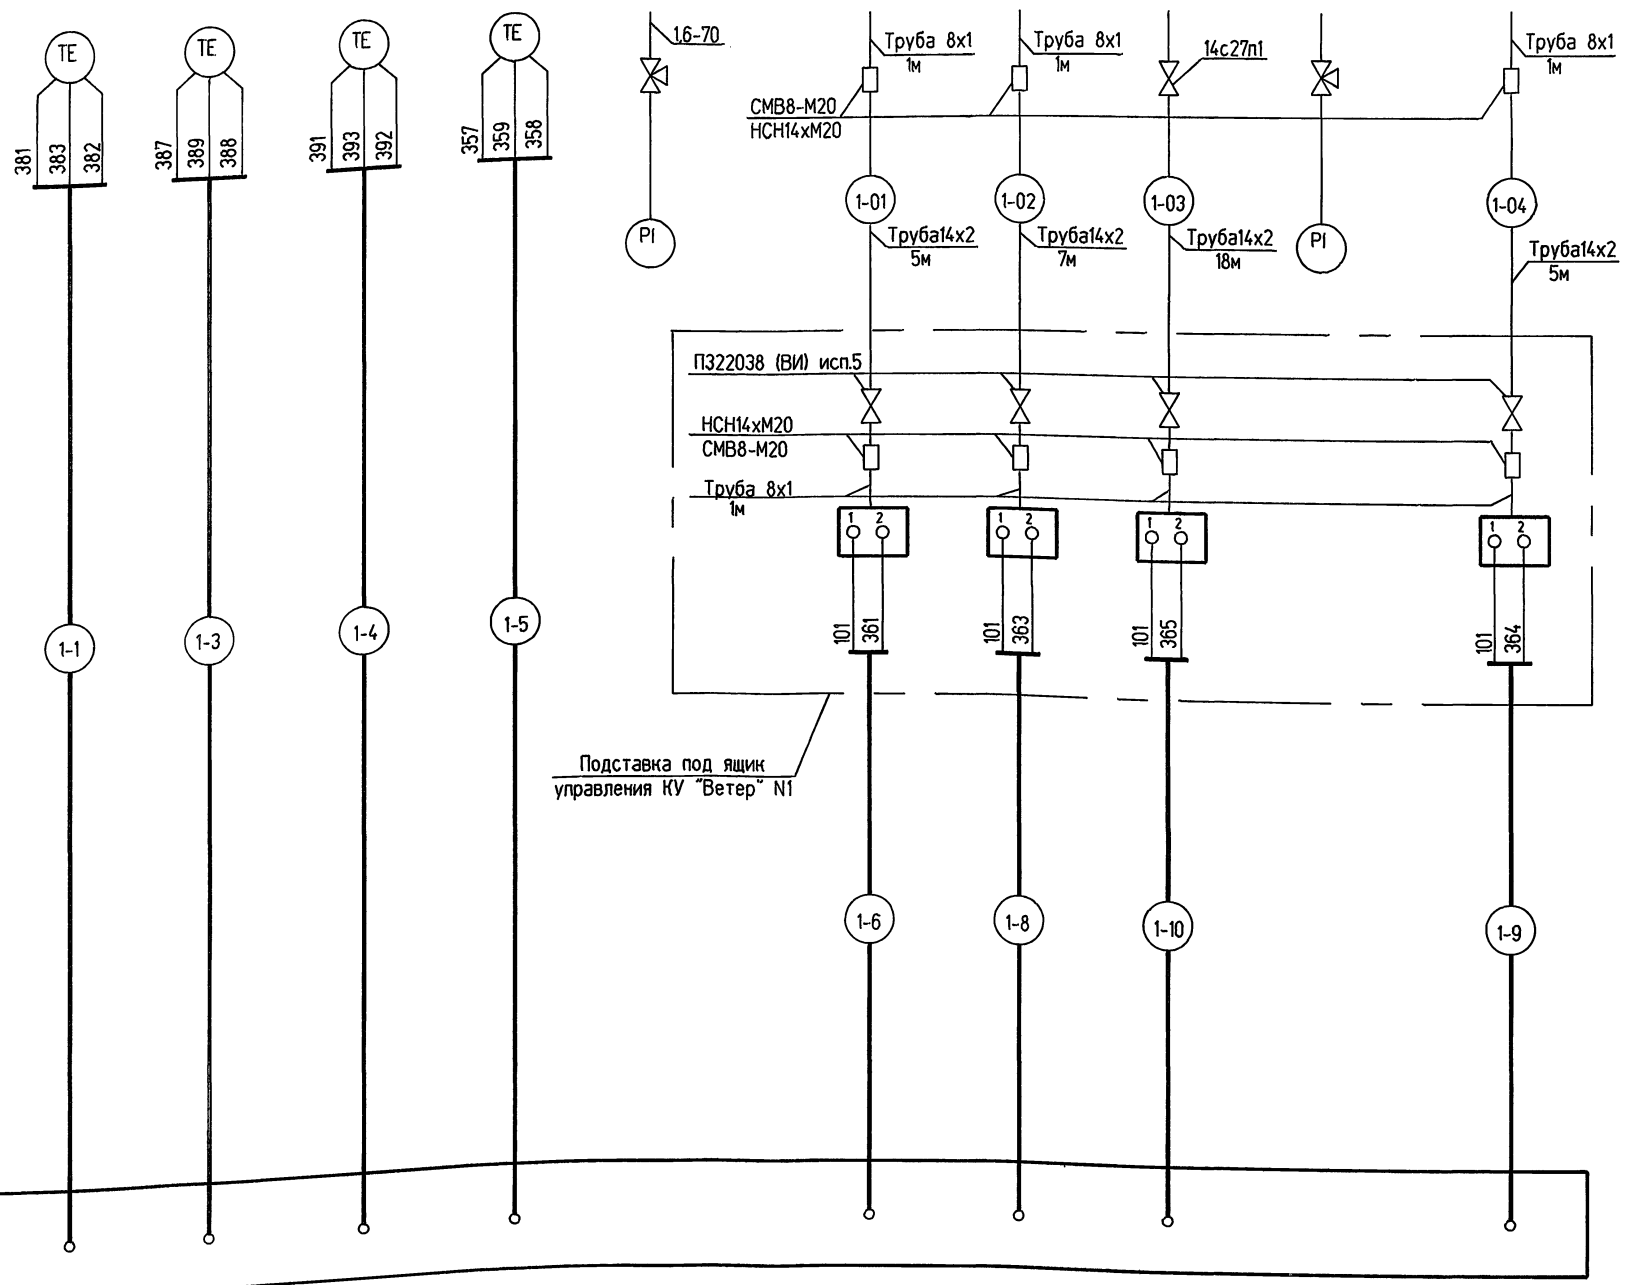 TE
TE
TE
TE
1,6-70
Труба 8х1
1м
Труба 8х1
1м
14с27п1
Труба 8х1
1м
СМВ8-М20
НСН14хМ20
381
383
382
387
389
388
391
393
392
357
359
358
1-01
1-02
1-03
1-04
PI
PI
Труба14х2
5м
Труба14х2
7м
Труба14х2
18м
Труба14х2
5м
ПЗ22038 (ВИ) исп.5
НСН14хМ20
СМВ8-М20
Труба 8х1
1м
1 2
1 2
1 2
1 2
101
361
101
363
101
365
101
364
1-1
1-3
1-4
1-5
Подставка под ящик
управления КУ "Ветер" N1
1-6
1-8
1-10
1-9